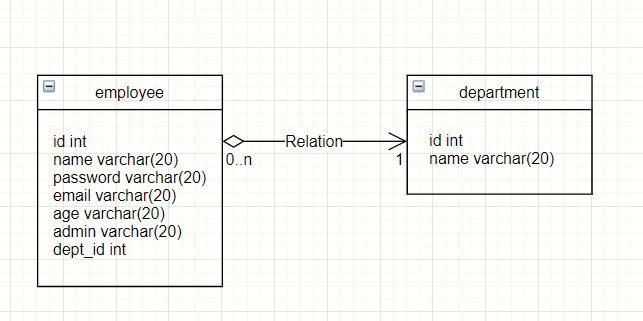 employee
id int
name varchar(20)
password varchar(20)
email varchar(20)
age varchar(20)
admin varchar(20)
dept_id int
Relation
0..n
1
department
id int
name varchar(20)